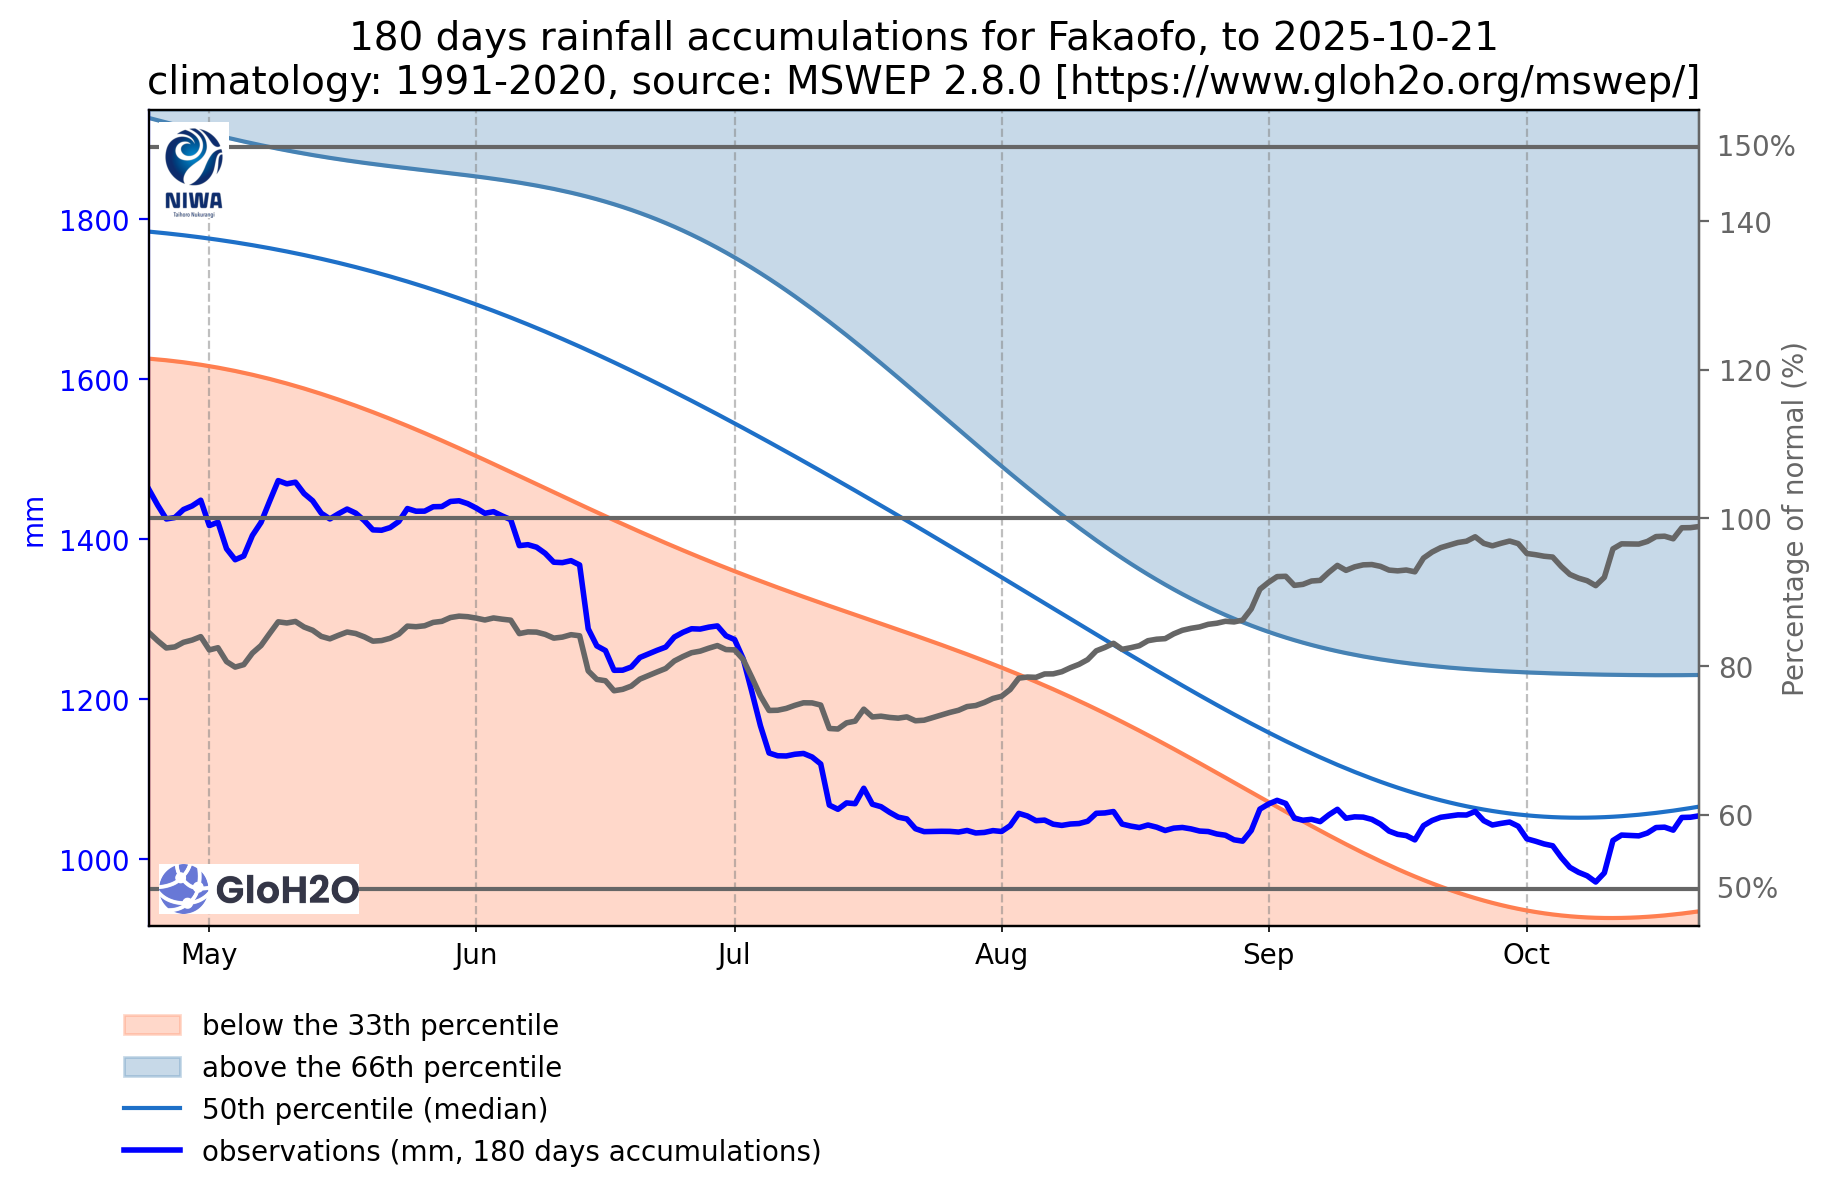 180 days rainfall accumulations for Fakaofo, to 2025-10-21
climatology: 1991-2020, source: MSWEP 2.8.0 [https://www.gloh2o.org/mswep/]
NIWA
Taihoro Nukurangi
150%
1800
140
1600
120
mm
1400
100
Percentage of normal (%)
1200
80
1000
60
GloH2O
50%
May
Jun
Jul
Aug
Sep
Oct
below the 33th percentile
above the 66th percentile
50th percentile (median)
observations (mm, 180 days accumulations)